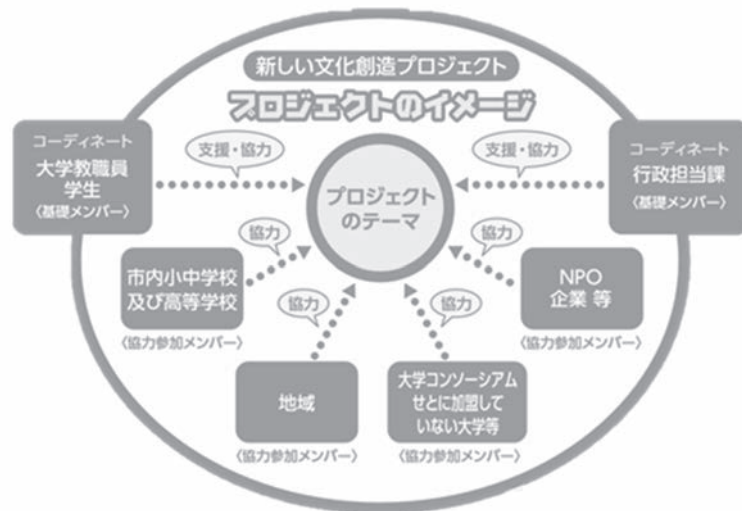 新しい文化創造プロジェクト
プロジェクトのイメージ
コーディネート
大学教職員
学生
〈基礎メンバー〉
支援・協力
プロジェクト
のテーマ
支援・協力
コーディネート
行政担当課
〈基礎メンバー〉
市内小中学校
及び高等学校
〈協力参加メンバー〉
協力
協力
NPO
企業 等
〈協力参加メンバー〉
協力
地域
〈協力参加メンバー〉
協力
大学コンソーシアム
せとに加盟して
いない大学等
〈協力参加メンバー〉